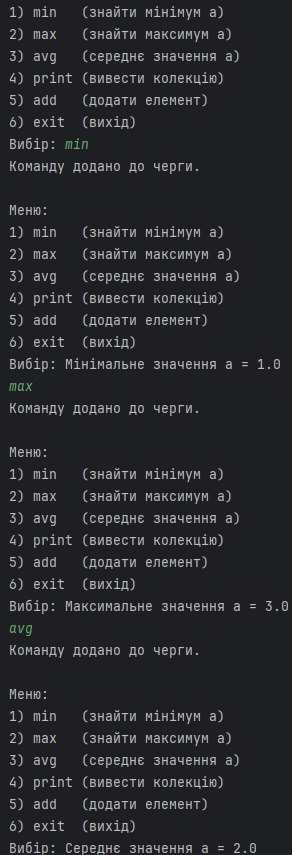 1) min   (знайти мінімум a)
2) max   (знайти максимум a)
3) avg   (середнє значення a)
4) print (вивести колекцію)
5) add   (додати елемент)
6) exit  (вихід)
Вибір: min
Команду додано до черги.

Меню:
1) min   (знайти мінімум a)
2) max   (знайти максимум a)
3) avg   (середнє значення a)
4) print (вивести колекцію)
5) add   (додати елемент)
6) exit  (вихід)
Вибір: Мінімальне значення a = 1.0
max
Команду додано до черги.

Меню:
1) min   (знайти мінімум a)
2) max   (знайти максимум a)
3) avg   (середнє значення a)
4) print (вивести колекцію)
5) add   (додати елемент)
6) exit  (вихід)
Вибір: Максимальне значення a = 3.0
avg
Команду додано до черги.

Меню:
1) min   (знайти мінімум a)
2) max   (знайти максимум a)
3) avg   (середнє значення a)
4) print (вивести колекцію)
5) add   (додати елемент)
6) exit  (вихід)
Вибір: Середнє значення a = 2.0